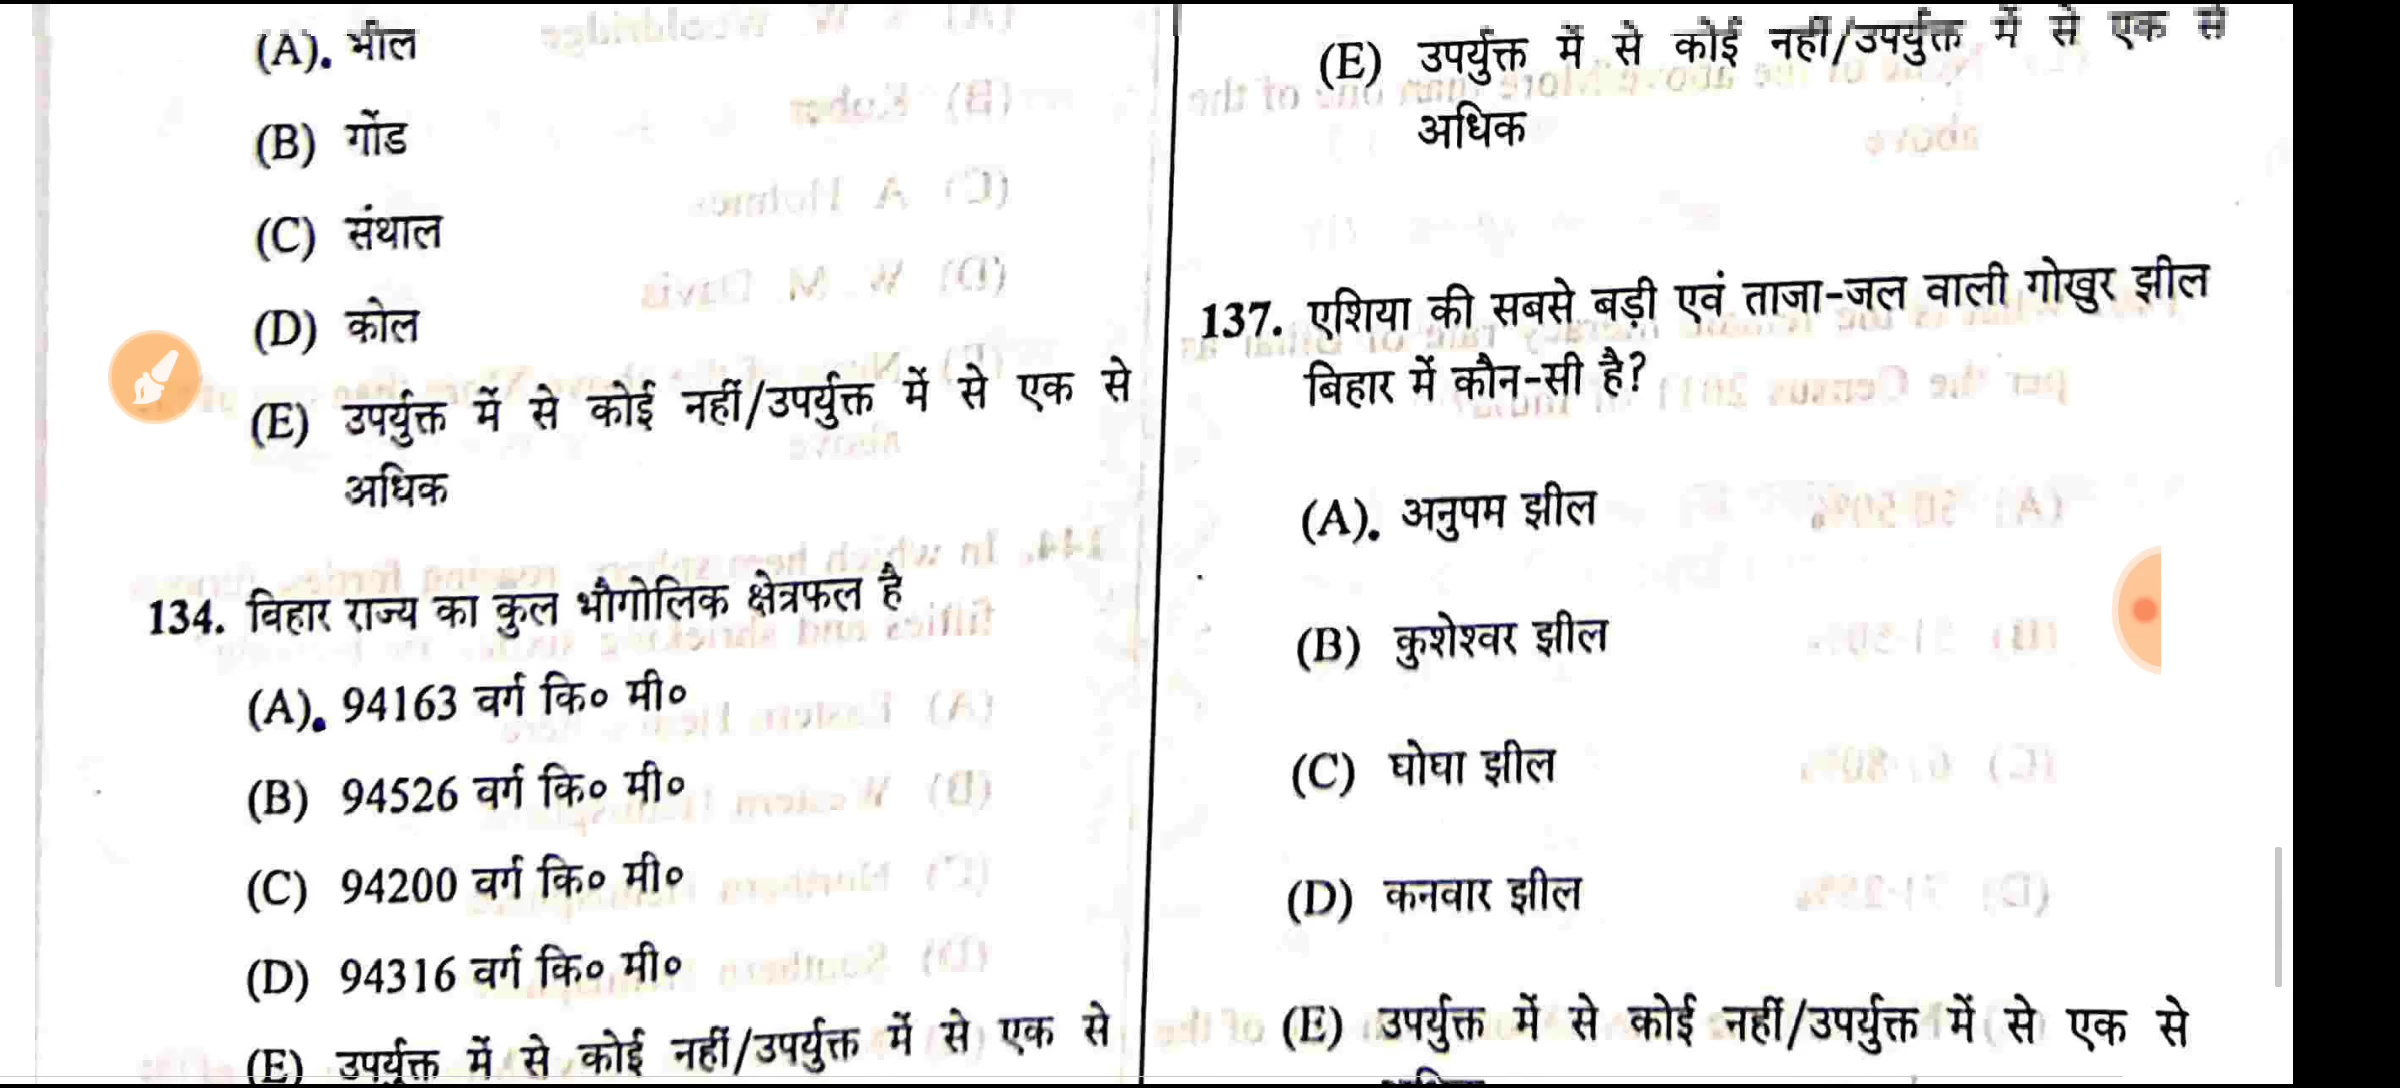 (A). भील
(B) गोंड
(C) संथाल
(D) कोल
(E) उपर्युक्त में से कोई नहीं/उपर्युक्त में से एक से
अधिक
134. विहार राज्य का कुल भौगोलिक क्षेत्रफल है
(A). 94163 वर्ग कि० मी०
(B) 94526 वर्ग कि० मी०
(C) 94200 वर्ग कि० मी०
(D) 94316 वर्ग कि० मी०
(E) उपर्युक्त में से कोई नहीं/उपर्युक्त में से एक से
(E) उपर्युक्त में से कोई नहीं/उपर्युक्त में से एक से
अधिक
137. एशिया की सबसे बड़ी एवं ताजा-जल वाली गोखुर झील
बिहार में कौन-सी है?
(A). अनुपम झील
(B) कुशेश्वर झील
(C) घोघा झील
(D) कनवार झील
(E) उपर्युक्त में से कोई नहीं/उपर्युक्त में से एक से